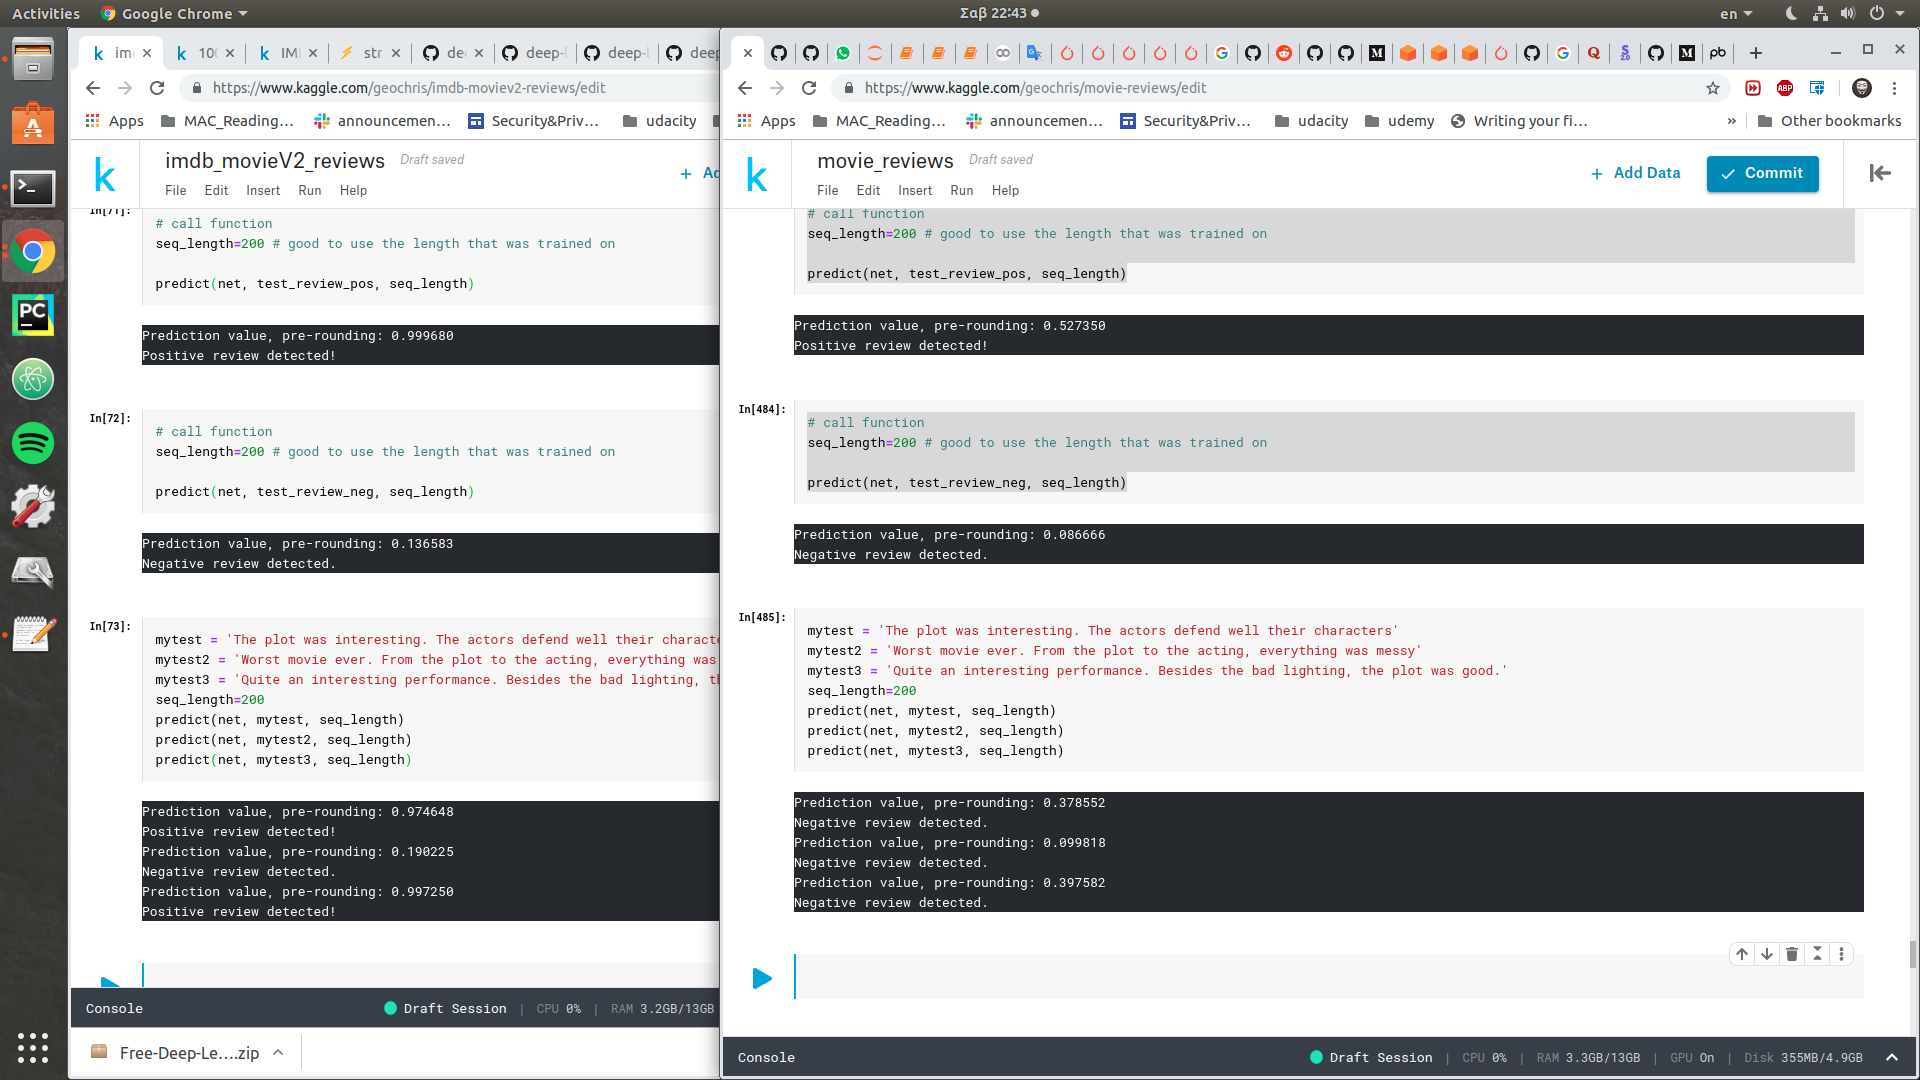 Activities
Google Chrome
Σαβ 22:43
en
im
10
IM
str
de
deep-
deep-
deep
https://www.kaggle.com/geochris/imdb-moviev2-reviews/edit
Apps
MAC_Reading...
announcemen...
Security&Priv...
udacity
imdb_movieV2_reviews
Draft saved
+ Ad
File
Edit
Insert
Run
Help
In[71]:
# call function
seq_length=200 # good to use the length that was trained on
predict(net, test_review_pos, seq_length)
Prediction value, pre-rounding: 0.999680
Positive review detected!
In[72]:
# call function
seq_length=200 # good to use the length that was trained on
predict(net, test_review_neg, seq_length)
Prediction value, pre-rounding: 0.136583
Negative review detected.
In[73]:
mytest = 'The plot was interesting. The actors defend well their characte
mytest2 = 'Worst movie ever. From the plot to the acting, everything was
mytest3 = 'Quite an interesting performance. Besides the bad lighting, th
seq_length=200
predict(net, mytest, seq_length)
predict(net, mytest2, seq_length)
predict(net, mytest3, seq_length)
Prediction value, pre-rounding: 0.974648
Positive review detected!
Prediction value, pre-rounding: 0.190225
Negative review detected.
Prediction value, pre-rounding: 0.997250
Positive review detected!
Console
Draft Session | CPU 0% | RAM 3.2GB/13GB
Free-Deep-Le....zip
https://www.kaggle.com/geochris/movie-reviews/edit
ABP
Apps
MAC_Reading...
announcemen...
Security&Priv...
udacity
udemy
Writing your fi...
»
Other bookmarks
movie_reviews
Draft saved
+ Add Data
Commit
File
Edit
Insert
Run
Help
# call function
seq_length=200 # good to use the length that was trained on
predict(net, test_review_pos, seq_length)
Prediction value, pre-rounding: 0.527350
Positive review detected!
In[484]:
# call function
seq_length=200 # good to use the length that was trained on
predict(net, test_review_neg, seq_length)
Prediction value, pre-rounding: 0.086666
Negative review detected.
In[485]:
mytest = 'The plot was interesting. The actors defend well their characters'
mytest2 = 'Worst movie ever. From the plot to the acting, everything was messy'
mytest3 = 'Quite an interesting performance. Besides the bad lighting, the plot was good.'
seq_length=200
predict(net, mytest, seq_length)
predict(net, mytest2, seq_length)
predict(net, mytest3, seq_length)
Prediction value, pre-rounding: 0.378552
Negative review detected.
Prediction value, pre-rounding: 0.099818
Negative review detected.
Prediction value, pre-rounding: 0.397582
Negative review detected.
Console
Draft Session | CPU 0% | RAM 3.3GB/13GB | GPU On | Disk 355MB/4.9GB